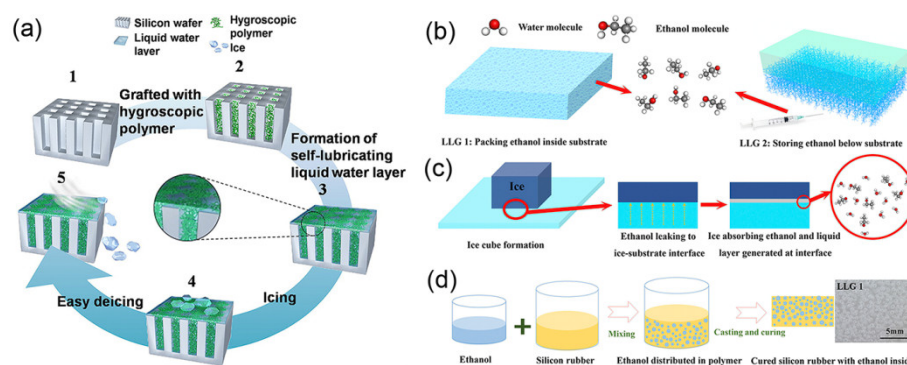 (a)
Silicon wafer
Liquid water
layer
Hygroscopic
polymer
Ice
1
2
Grafted with
hygroscopic
polymer
Formation of
self-lubricating
liquid water layer
3
5
4
Easy deicing
Icing
(b)
Water molecule
Ethanol molecule
LLG 1: Packing ethanol inside substrate
LLG 2: Storing ethanol below substrate
(c)
Ice
Ice cube formation
Ethanol leaking to
ice-substrate interface
Ice absorbing ethanol and liquid
layer generated at interface
(d)
Ethanol
Silicon rubber
Mixing
Ethanol distributed in polymer
Casting and curing
LLG 1
5mm
Cured silicon rubber with ethanol inside